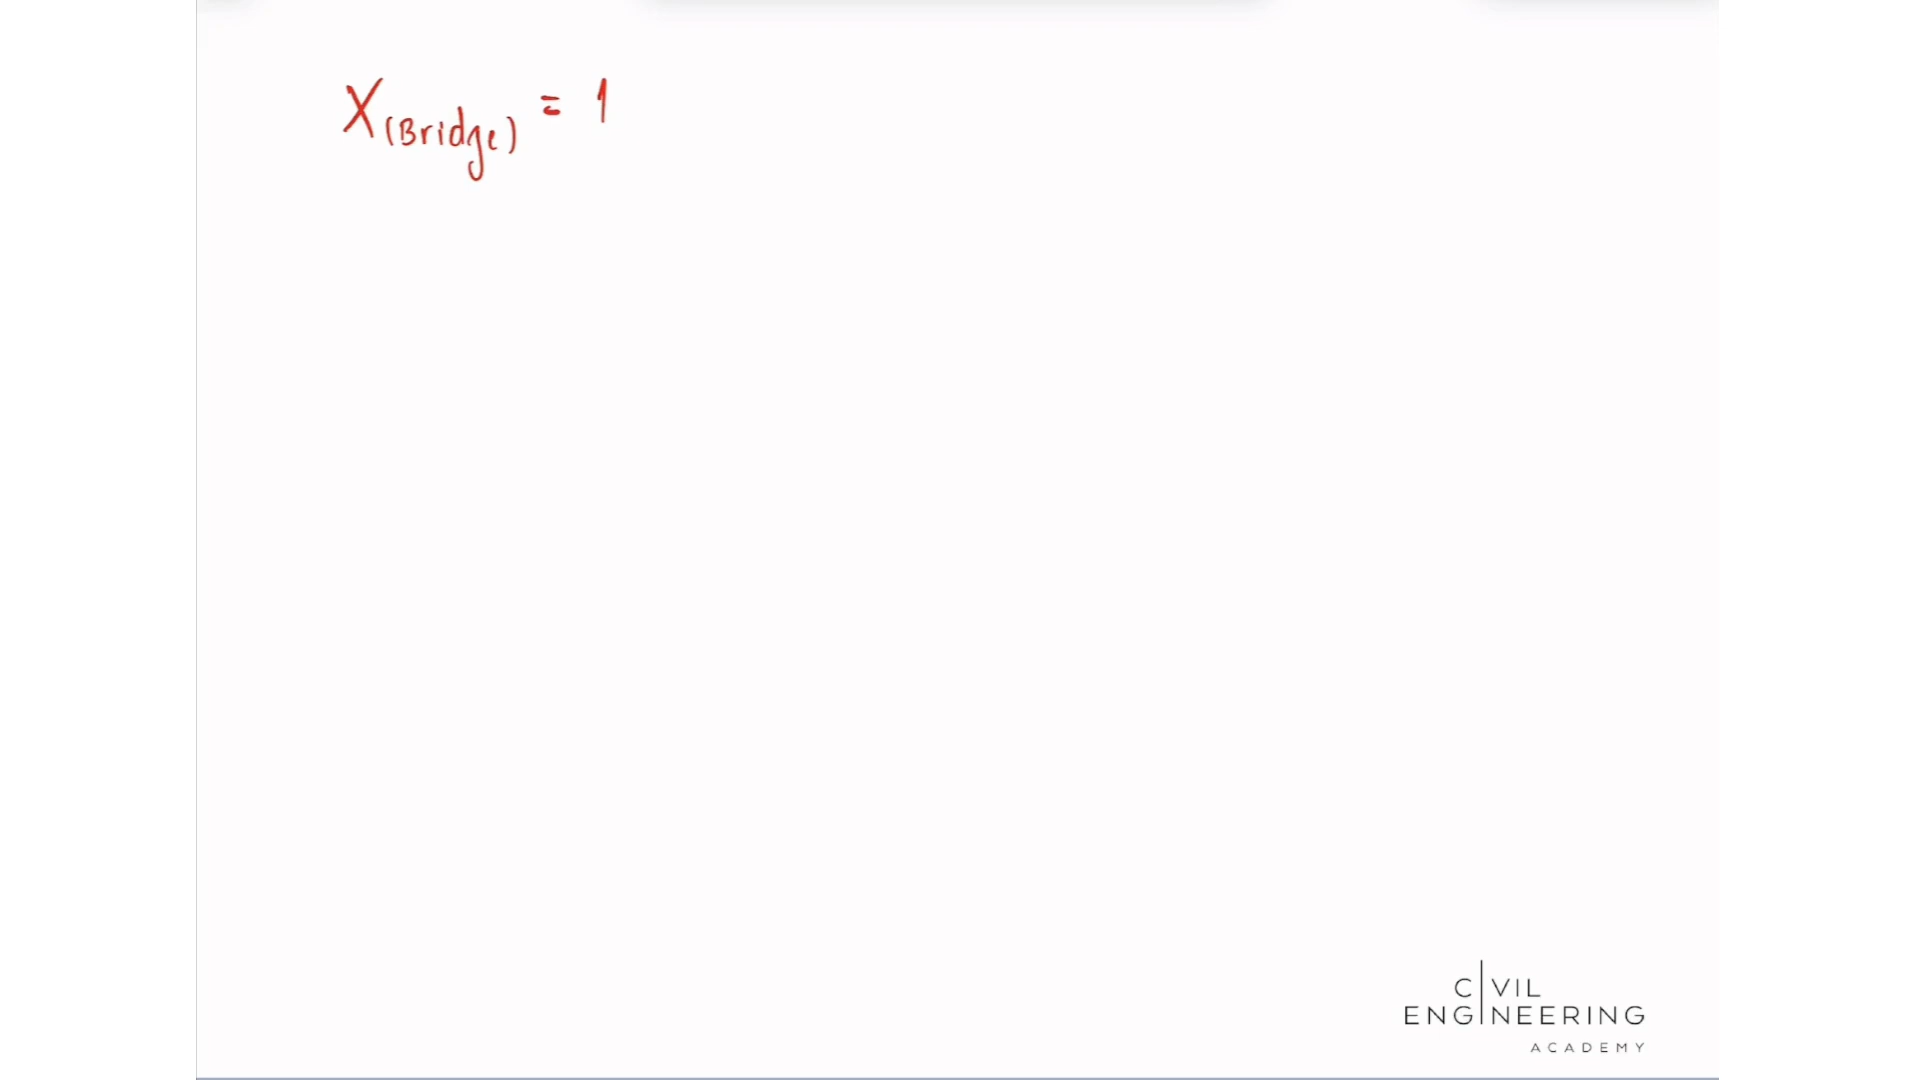 X(Bridge) = 1
CIVIL
ENGINEERING
ACADEMY